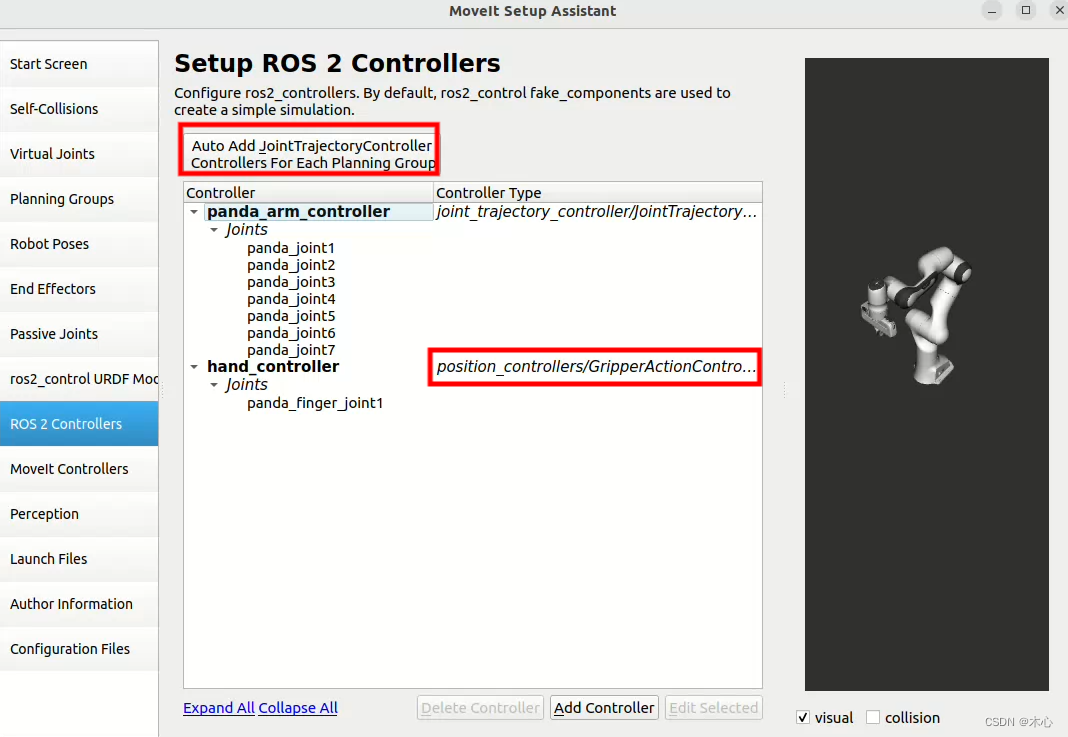 MoveIt Setup Assistant
Start Screen
Self-Collisions
Virtual Joints
Planning Groups
Robot Poses
End Effectors
Passive Joints
ros2_control URDF Mod
ROS 2 Controllers
MoveIt Controllers
Perception
Launch Files
Author Information
Configuration Files
Setup ROS 2 Controllers
Configure ros2_controllers. By default, ros2_control fake_components are used to
create a simple simulation.
Auto Add JointTrajectoryController
Controllers For Each Planning Group
Controller Controller Type
panda_arm_controller joint_trajectory_controller/JointTrajectory...
Joints
panda_joint1
panda_joint2
panda_joint3
panda_joint4
panda_joint5
panda_joint6
panda_joint7
hand_controller position_controllers/GripperActionContro...
Joints
panda_finger_joint1
Expand All Collapse All Delete Controller Add Controller Edit Selected
visual collision
CSDN @木心